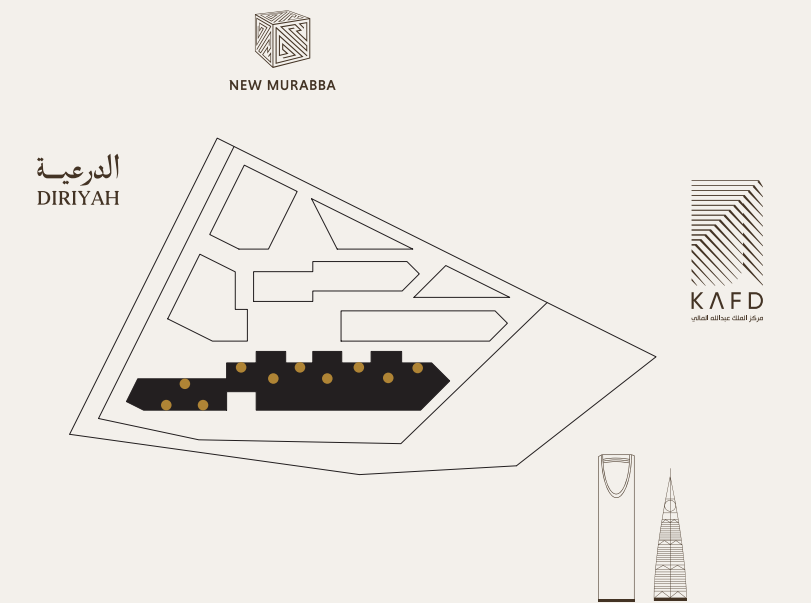 NEW MURABBA
الدرعية
DIRIYAH
KAFD
مركز الملك عبدالله المالي